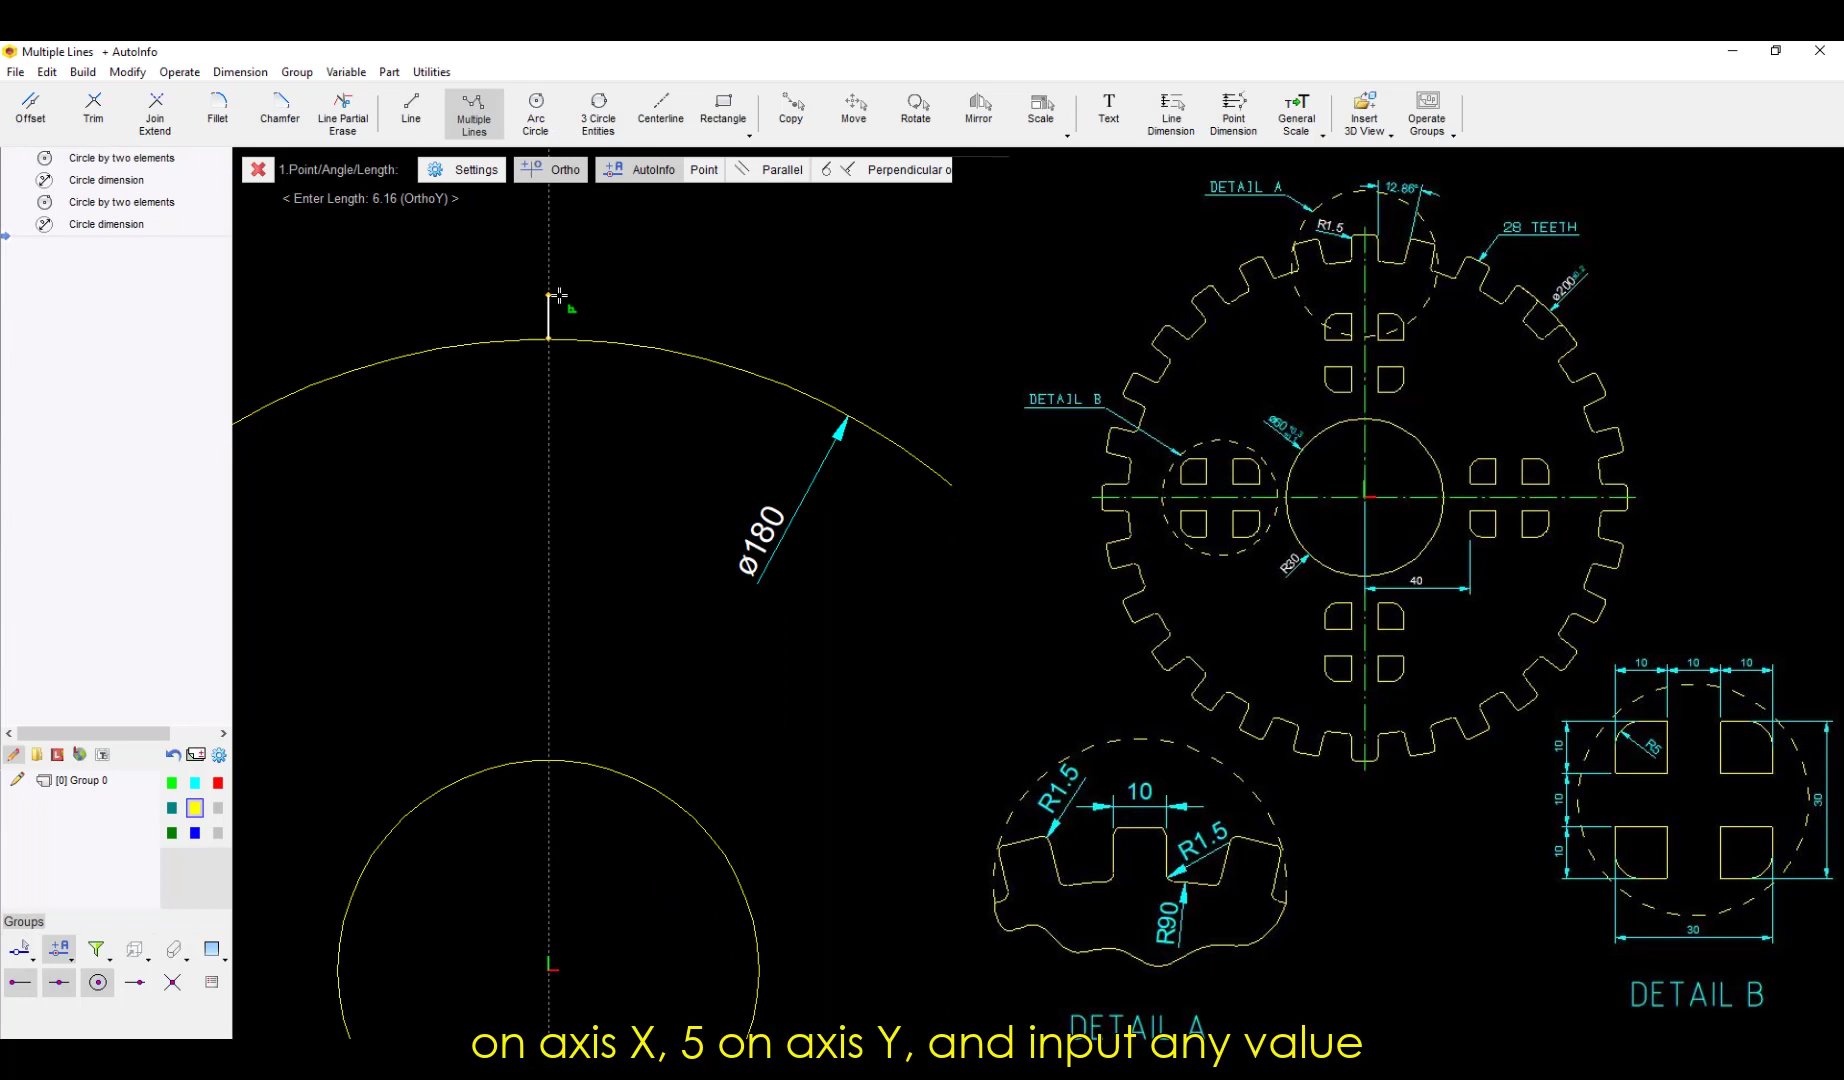 Multiple Lines + AutoInfo
File Edit Build Modify Operate Dimension Group Variable Part Utilities
Offset
Trim
Join
Extend
Fillet
Chamfer
Line Partial
Erase
Line
Multiple
Lines
Arc
Circle
3 Circle
Entities
Centerline
Rectangle
Copy
Move
Rotate
Mirror
Scale
Text
Line
Dimension
Point
Dimension
General
Scale
Insert
3D View
Operate
Groups
Circle by two elements
Circle dimension
Circle by two elements
Circle dimension
1.Point/Angle/Length:
Settings
Ortho
AutoInfo
Point
Parallel
Perpendicular o
< Enter Length: 6.16 (OrthoY) >
ø180
DETAIL A
12.86°
R1.5
28 TEETH
ø200
DETAIL B
R30
40
R1.5
10
R1.5
R90
DETAIL A
10 10 10
10
R5
10
30
10
30
DETAIL B
[0] Group 0
Groups
on axis X, 5 on axis Y, and input any value